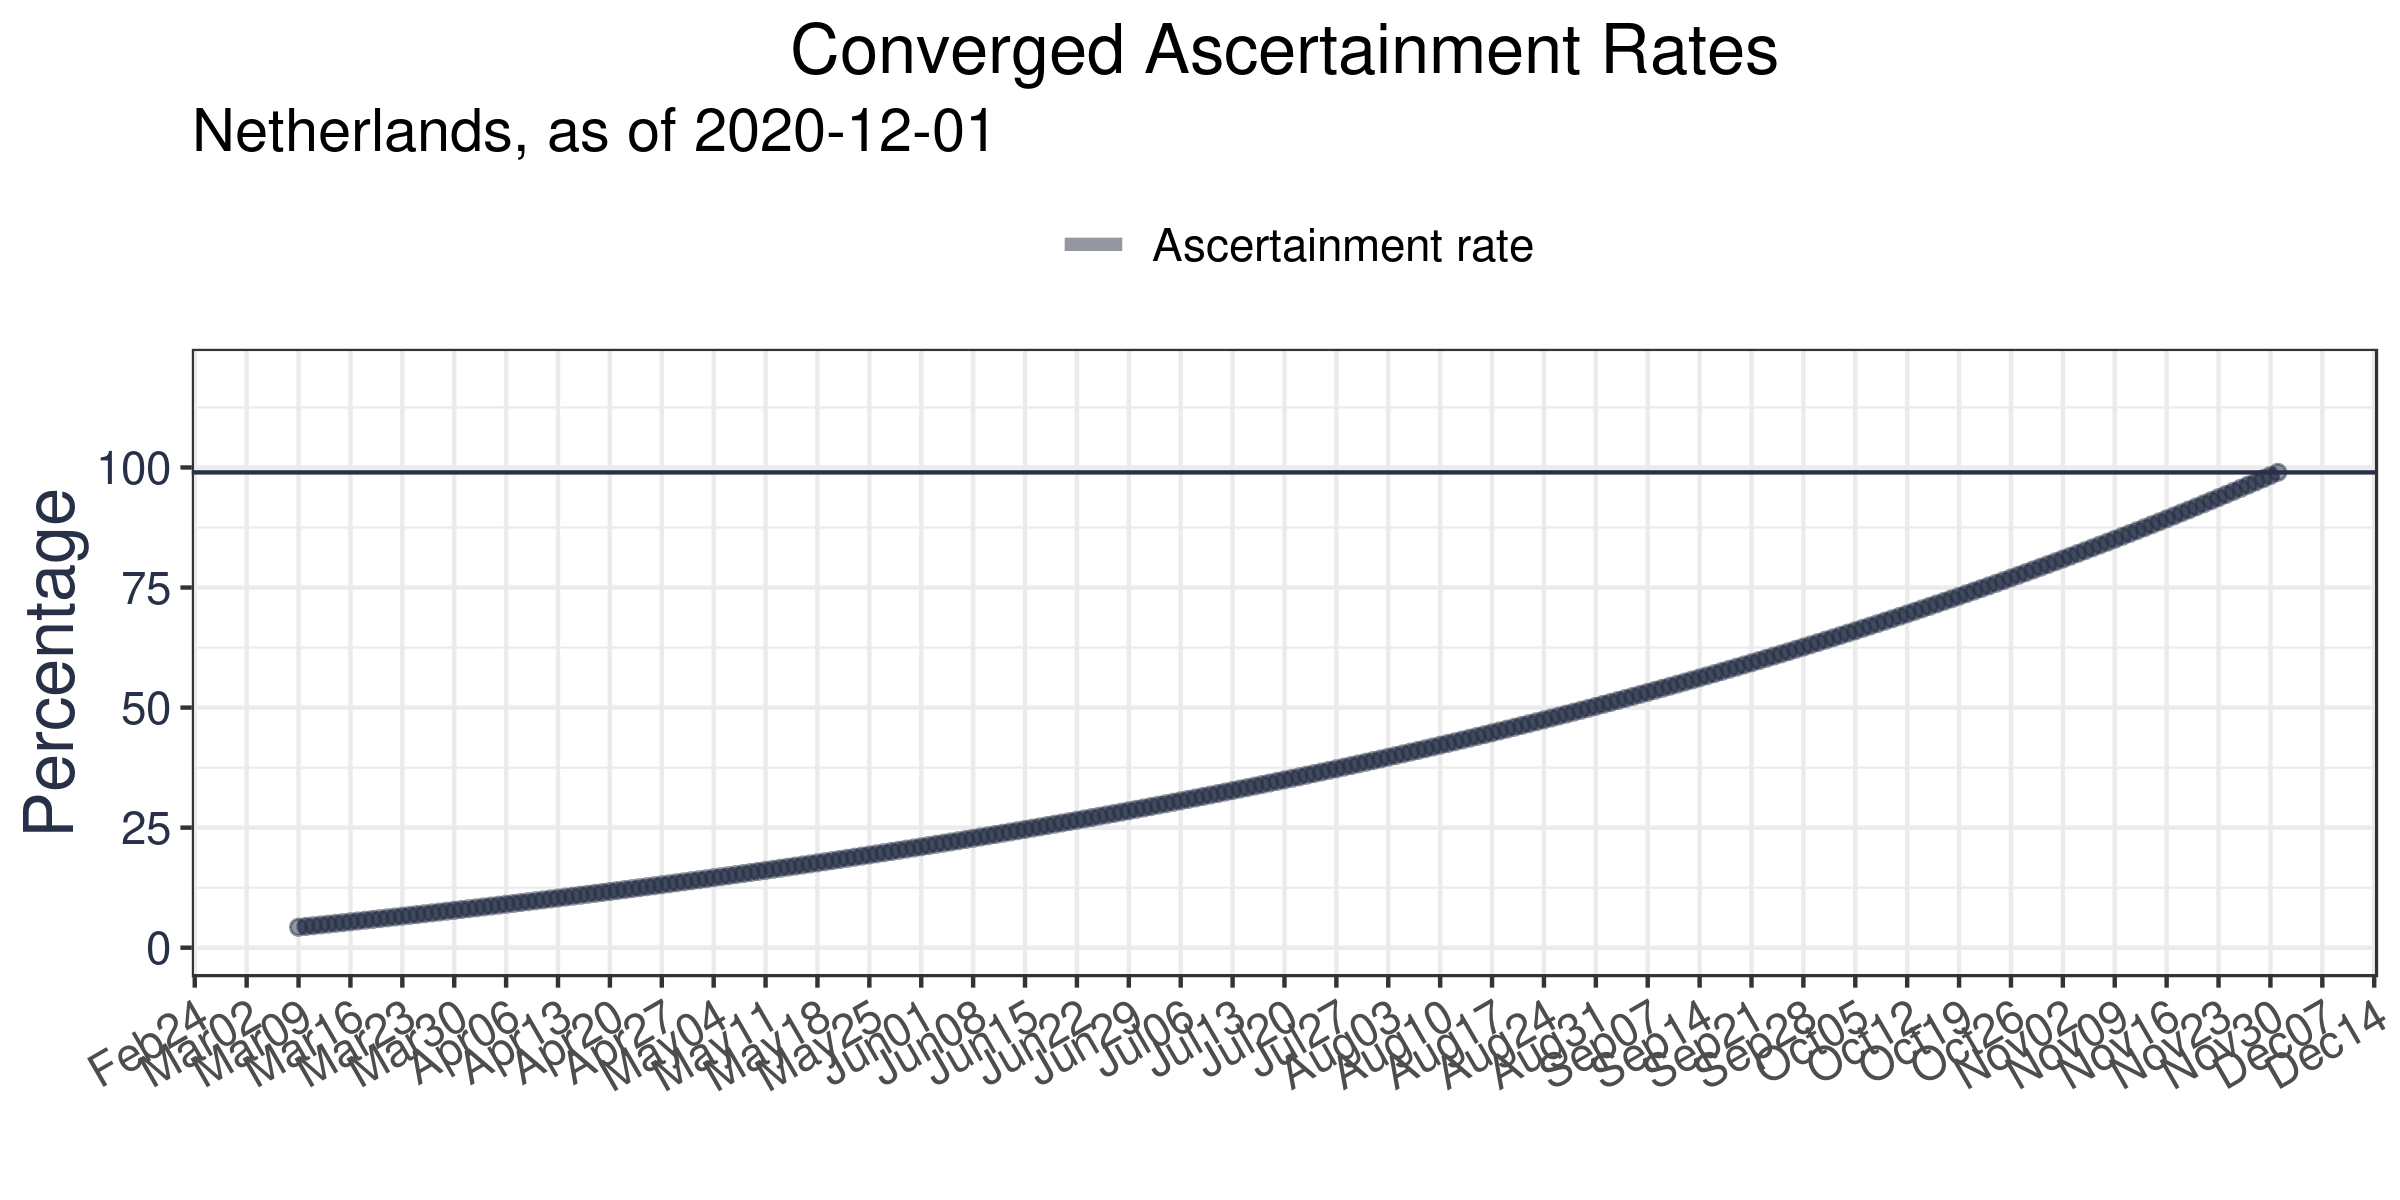 Converged Ascertainment Rates
Netherlands, as of 2020-12-01
Ascertainment rate
Percentage
100
75
50
25
0
Feb24 Mar02 Mar09 Mar16 Mar23 Mar30 Apr06 Apr13 Apr20 Apr27 May04 May11 May18 May25 Jun01 Jun08 Jun15 Jun22 Jun29 Jul06 Jul13 Jul20 Jul27 Aug03 Aug10 Aug17 Aug24 Aug31 Sep07 Sep14 Sep21 Sep28 Oct05 Oct12 Oct19 Oct26 Nov02 Nov09 Nov16 Nov23 Nov30 Dec07 Dec14